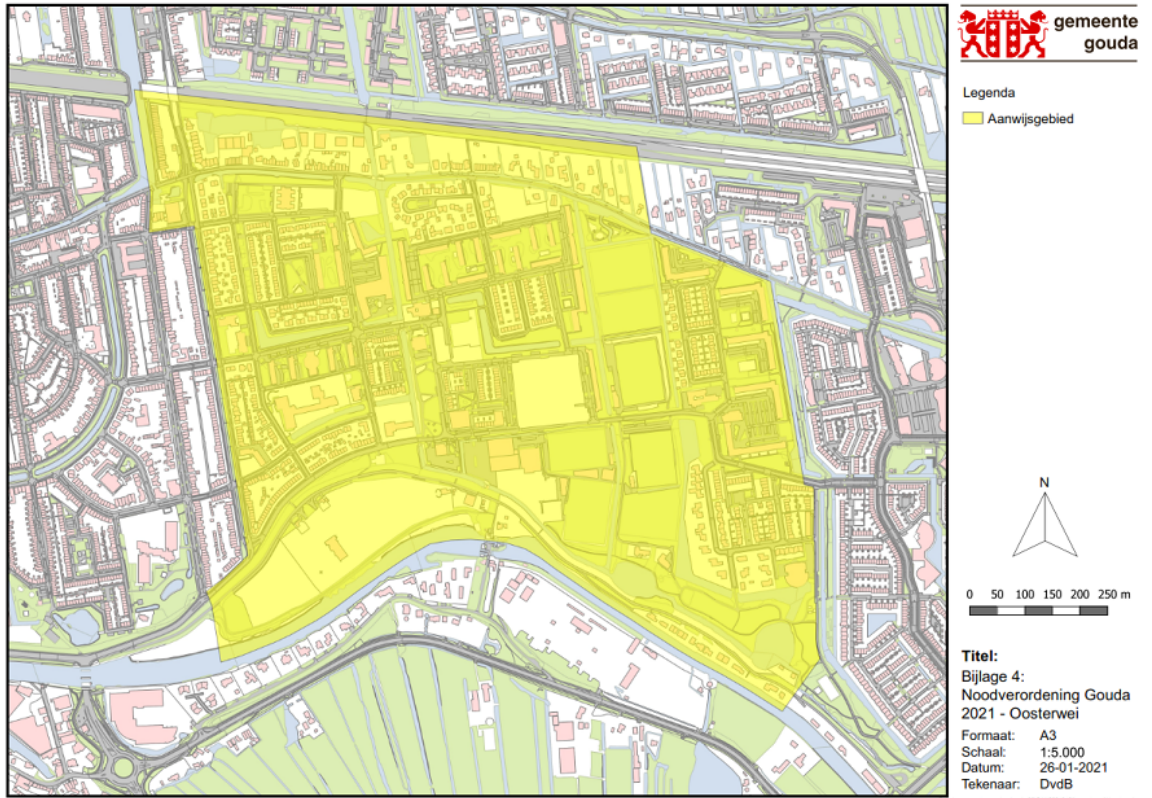 gemeente
gouda
Legenda
Aanwijsgebied
N
0 50 100 150 200 250 m
Titel:
Bijlage 4:
Noodverordening Gouda
2021 - Oosterwei
Formaat: A3
Schaal: 1:5.000
Datum: 26-01-2021
Tekenaar: DvdB